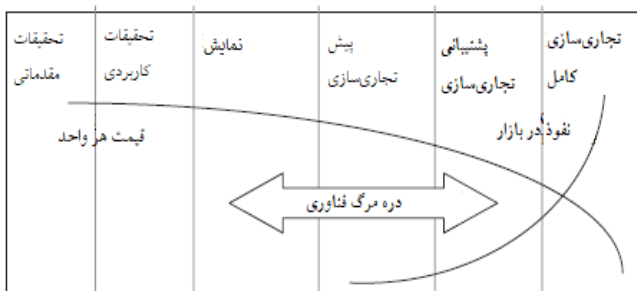 تجاری‌سازی
کامل
پشتیبانی
تجاری‌سازی
پیش
تجاری‌سازی
نمایش
تحقیقات
کاربردی
تحقیقات
مقدماتی
نفوذ در بازار
قیمت هر واحد
دره مرگ فناوری